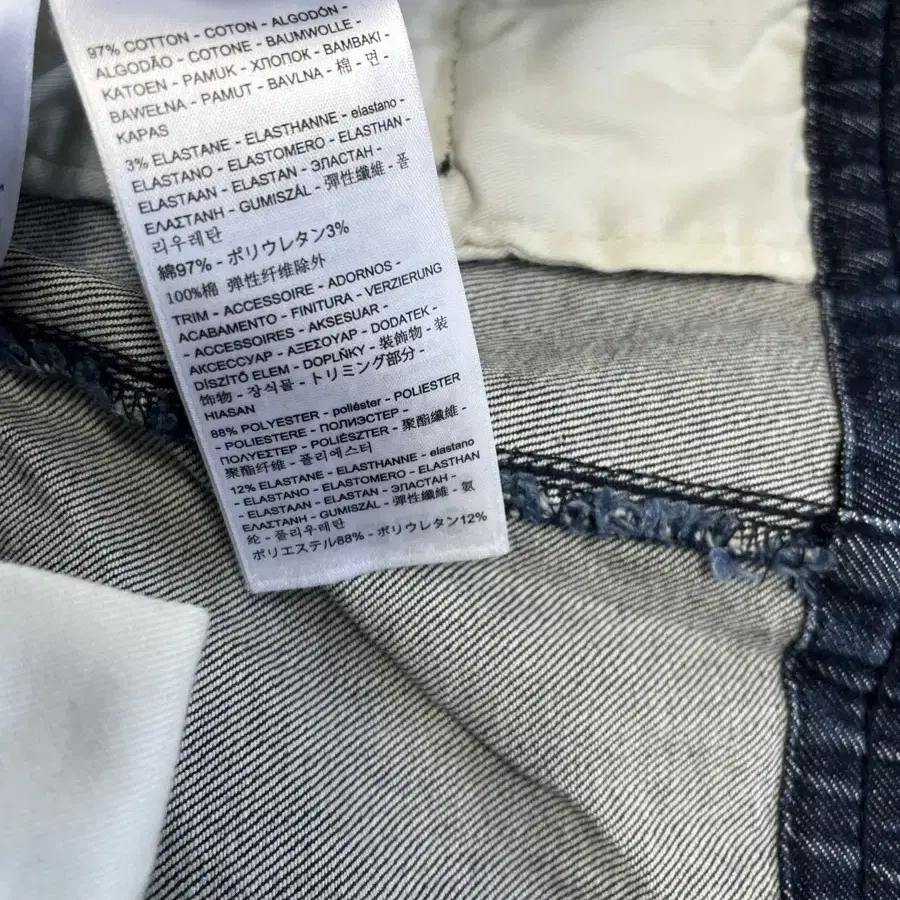 97% COTTON - COTON - ALGODÓN -
ALGODÃO - COTONE - BAUMWOLLE -
KATOEN - PAMUK - ХЛОПОК - BAMBAKI -
BAWEŁNA - PAMUT - BAVLNA - 棉 - 면 -
KAPAS
3% ELASTANE - ELASTHANNE - elastano -
ELASTANO - ELASTOMERO - ELASTHAN -
ELASTAAN - ELASTAN - ЭЛАСТАН -
ΕΛΑΣΤΑΝΗ - GUMISZÁL - 彈性纖維 - 폴
리우레탄
綿97% - ポリウレタン3%
100%棉 弹性纤维除外
TRIM - ACCESSOIRE - ADORNOS -
ACABAMENTO - FINITURA - VERZIERUNG
- ACCESSOIRES - AKSESUAR -
АКСЕССУАР - ΑΞΕΣΟΥΑΡ - DODATEK -
DÍSZÍTŐ ELEM - DOPLŇKY - 裝飾物 - 装
饰物 - 장식물 - トリミング部分 -
HIASAN
88% POLYESTER - poliéster - POLIESTER
- POLIESTERE - ПОЛИЭСТЕР -
ΠΟΛΥΕΣΤΕΡ - POLIÉSZTER - 聚酯纖維 -
聚酯纤维 - 폴리에스터
12% ELASTANE - ELASTHANNE - elastano
- ELASTANO - ELASTOMERO - ELASTHAN
- ELASTAAN - ELASTAN - ЭЛАСТАН -
ΕΛΑΣΤΑΝΗ - GUMISZÁL - 彈性纖維 - 氨
纶 - 폴리우레탄
ポリエステル88% - ポリウレタン12%